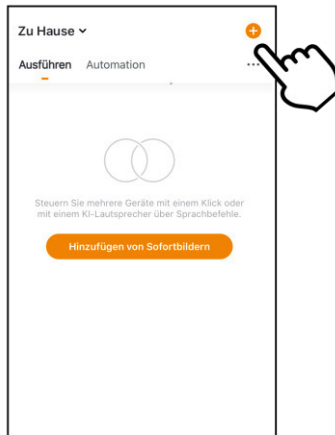 Zu Hause
Ausführen Automation
Steuern Sie mehrere Geräte mit einem Klick oder
mit einem KI-Lautsprecher über Sprachbefehle.
Hinzufügen von Sofortbildern